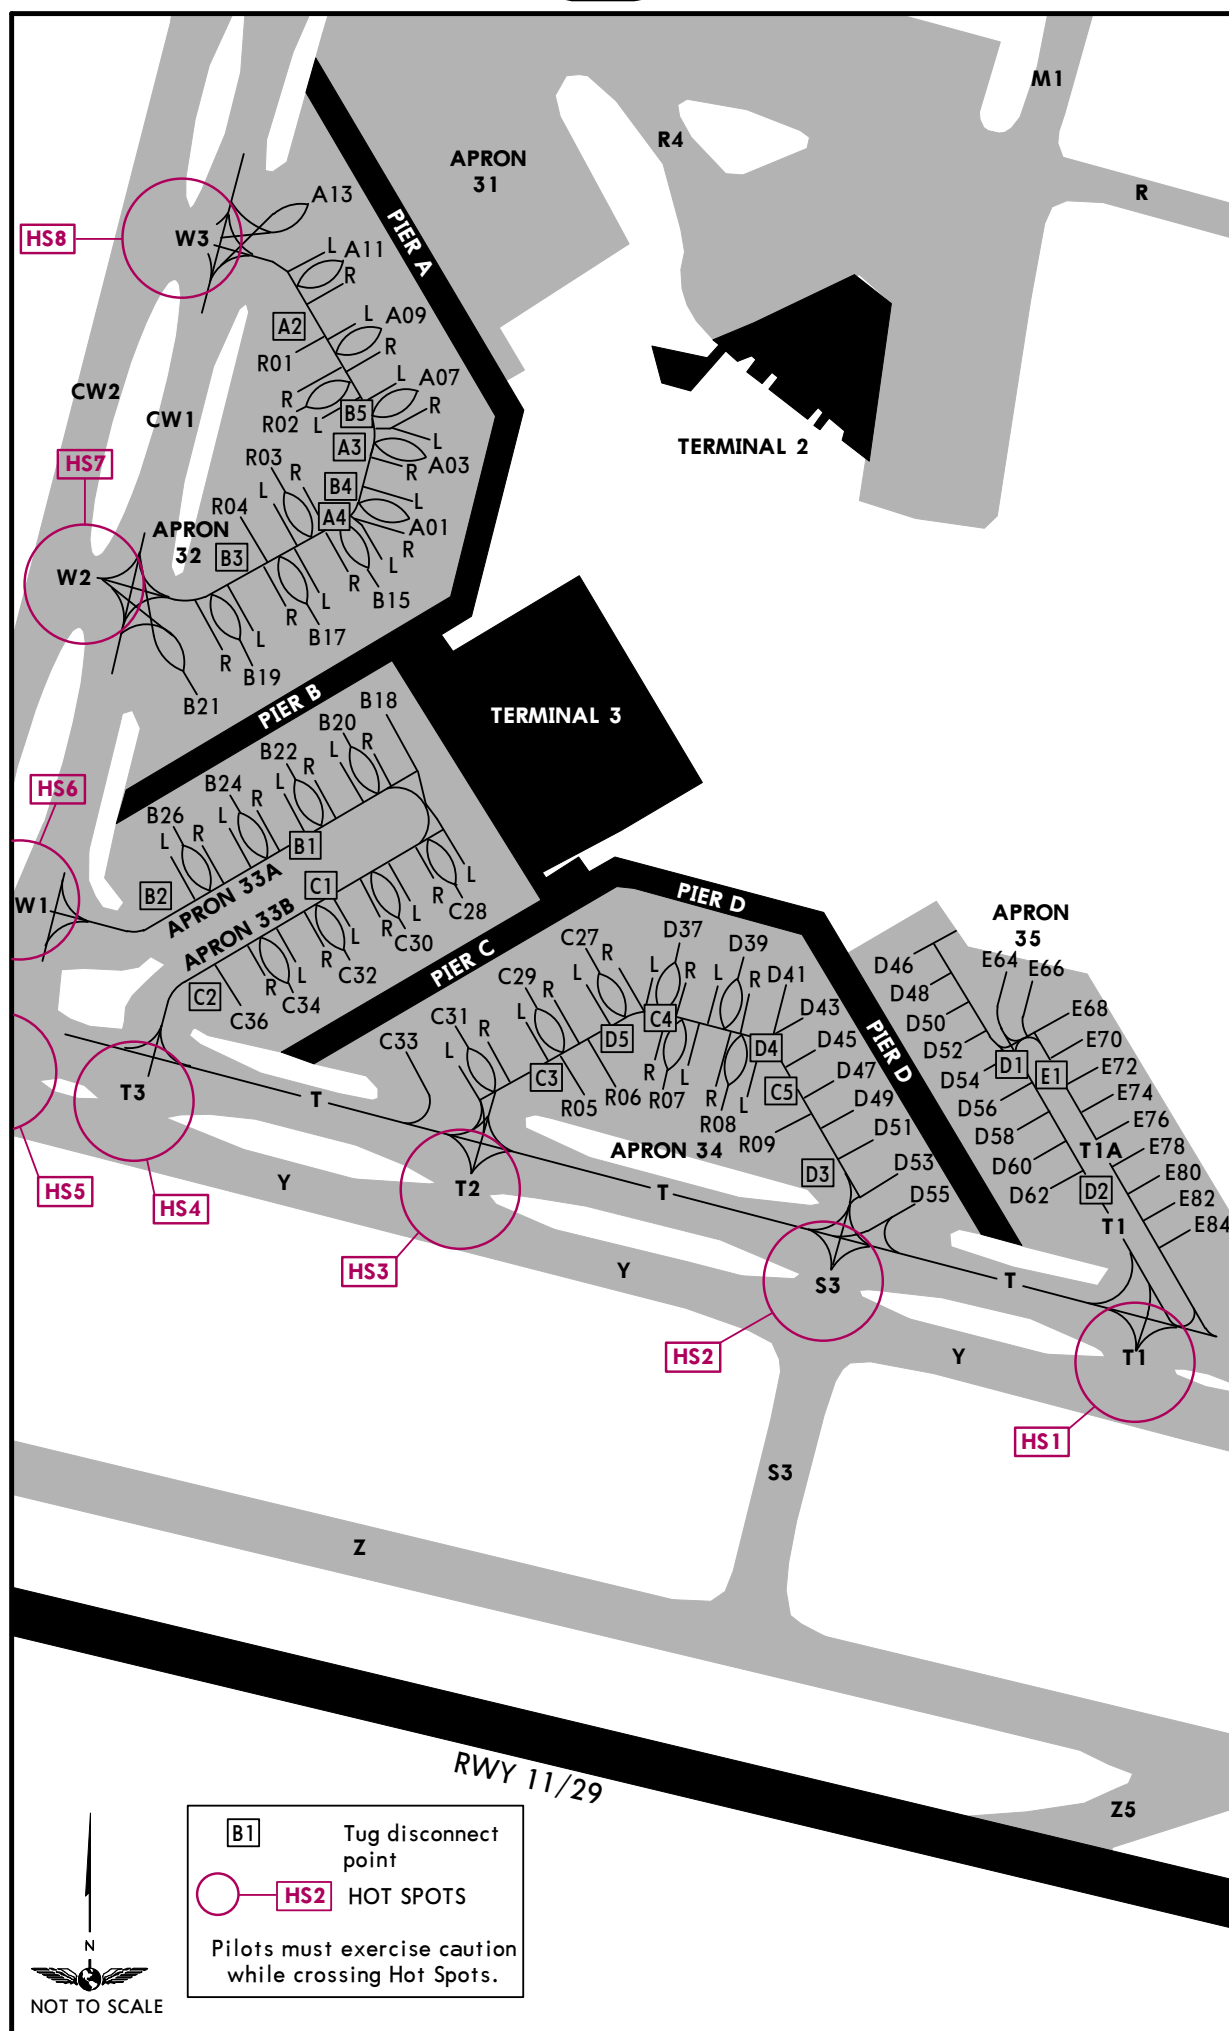 M1
R4
APRON
31
R
A13
PIER A
HS8
W3
L
A11
R
A2
L
A09
R01
R
CW2
L
A07
R
B5
R
CW1
R02
L
A3
L
R
A03
HS7
R03
R
B4
L
L
R04
A4
A01
APRON
32
B3
R
L
TERMINAL 2
W2
R
B15
L
R
B17
L
R
B19
B21
PIER B
TERMINAL 3
B18
B20
R
L
B22
R
L
B24
R
L
B26
R
L
HS6
B1
B2
APRON 33A
C1
APRON 33B
W1
L
R
C28
L
R
C30
L
R
C32
L
R
C34
C2
C36
PIER C
PIER D
APRON
35
D37
C27
R
L
D39
R
L
C29
R
L
R
L
D41
D43
D45
D47
D49
D51
D53
D55
C31
R
L
C33
D5
C4
D4
C3
C5
R05
R06
R
R07
L
R
R08
L
R09
APRON 34
D3
PIER D
D46
D48
D50
D52
D54
D56
D58
D60
D62
E64
E66
E68
E70
E72
E74
E76
E78
E80
E82
E84
D1
E1
T1A
D2
T1
T3
T
Y
T2
T
Y
S3
T
Y
T1
HS5
HS4
HS3
HS2
HS1
S3
Z
RWY 11/29
Z5
B1
Tug disconnect
point
HS2
HOT SPOTS
Pilots must exercise caution
while crossing Hot Spots.
N
NOT TO SCALE